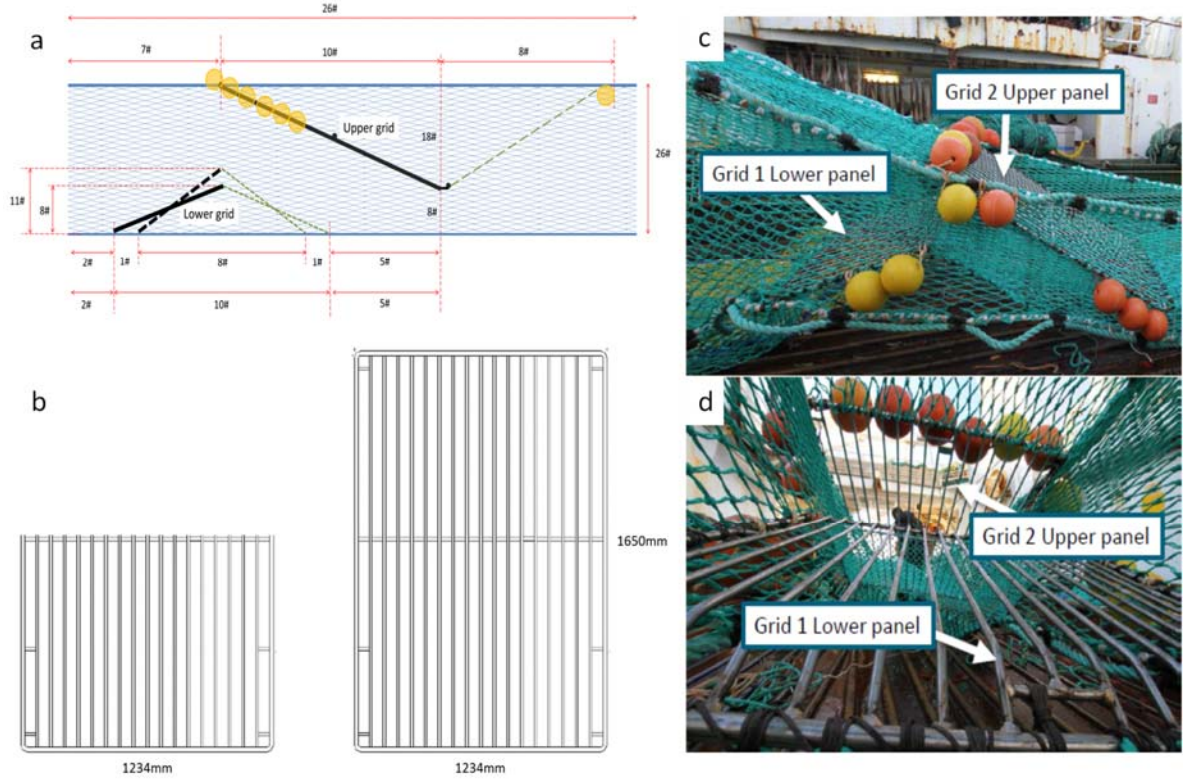 a
26#
7#
10#
8#
Upper grid
18#
26#
11#
8#
Lower grid
8#
2#
1#
8#
1#
5#
2#
10#
5#
b
1650mm
1234mm
1234mm
c
Grid 2 Upper panel
Grid 1 Lower panel
d
Grid 2 Upper panel
Grid 1 Lower panel